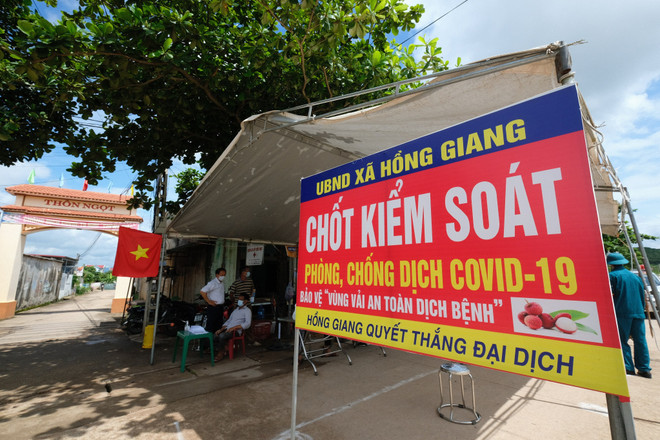 THÔN NGỌT
UBND XÃ HỒNG GIANG
CHỐT KIỂM SOÁT
PHÒNG, CHỐNG DỊCH COVID-19
BẢO VỆ "VÙNG VẢI AN TOÀN DỊCH BỆNH"
HỒNG GIANG QUYẾT THẮNG ĐẠI DỊCH